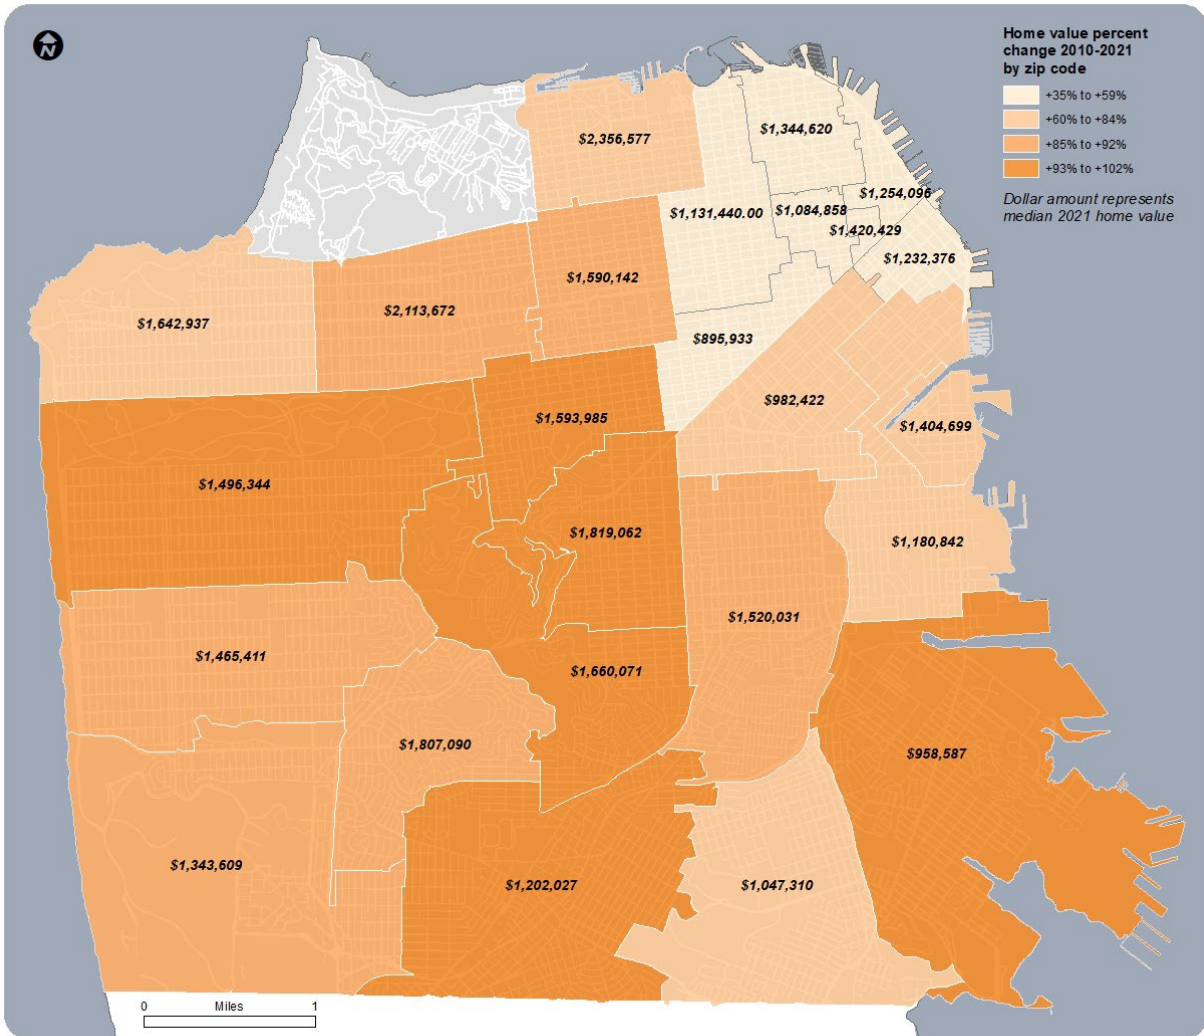 N
Home value percent
change 2010-2021
by zip code
+35% to +59%
+60% to +84%
+85% to +92%
+93% to +102%
Dollar amount represents
median 2021 home value
$2,356,577
$1,344,620
$1,254,096
$1,131,440.00
$1,084,858
$1,420,429
$1,232,376
$1,590,142
$2,113,672
$1,642,937
$895,933
$982,422
$1,404,699
$1,593,985
$1,496,344
$1,819,062
$1,180,842
$1,520,031
$1,465,411
$1,660,071
$1,807,090
$958,587
$1,343,609
$1,202,027
$1,047,310
0 Miles 1